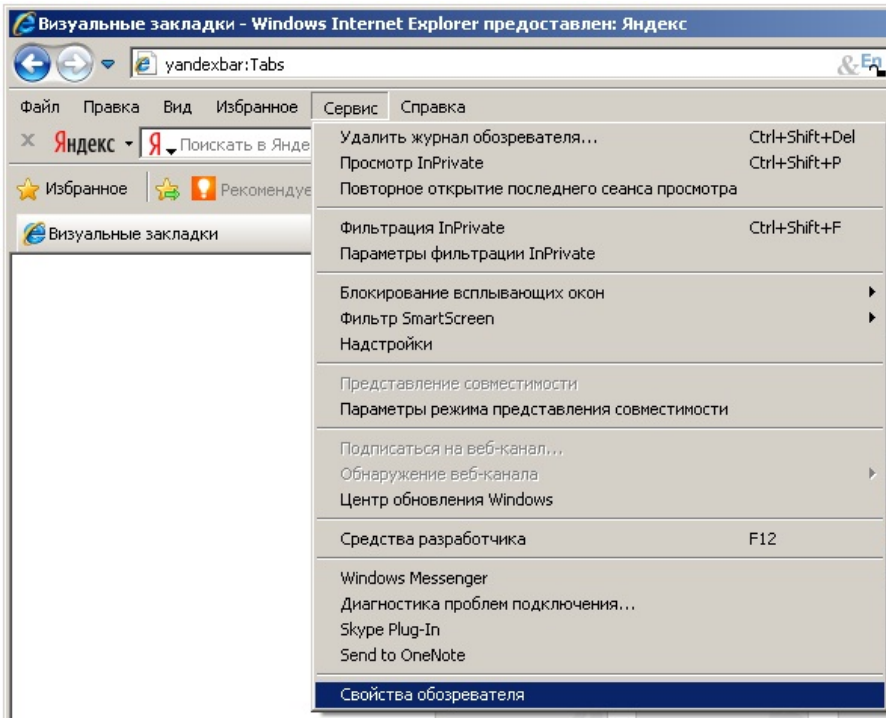 Визуальные закладки - Windows Internet Explorer предоставлен: Яндекс
yandexbar:Tabs & En
Файл Правка Вид Избранное Сервис Справка
× Яндекс Я Поискать в Янде
Избранное Рекомендуе
Визуальные закладки
Удалить журнал обозревателя... Ctrl+Shift+Del
Просмотр InPrivate Ctrl+Shift+P
Повторное открытие последнего сеанса просмотра
Фильтрация InPrivate Ctrl+Shift+F
Параметры фильтрации InPrivate
Блокирование всплывающих окон
Фильтр SmartScreen
Надстройки
Представление совместимости
Параметры режима представления совместимости
Подписаться на веб-канал...
Обнаружение веб-канала
Центр обновления Windows
Средства разработчика F12
Windows Messenger
Диагностика проблем подключения...
Skype Plug-In
Send to OneNote
Свойства обозревателя